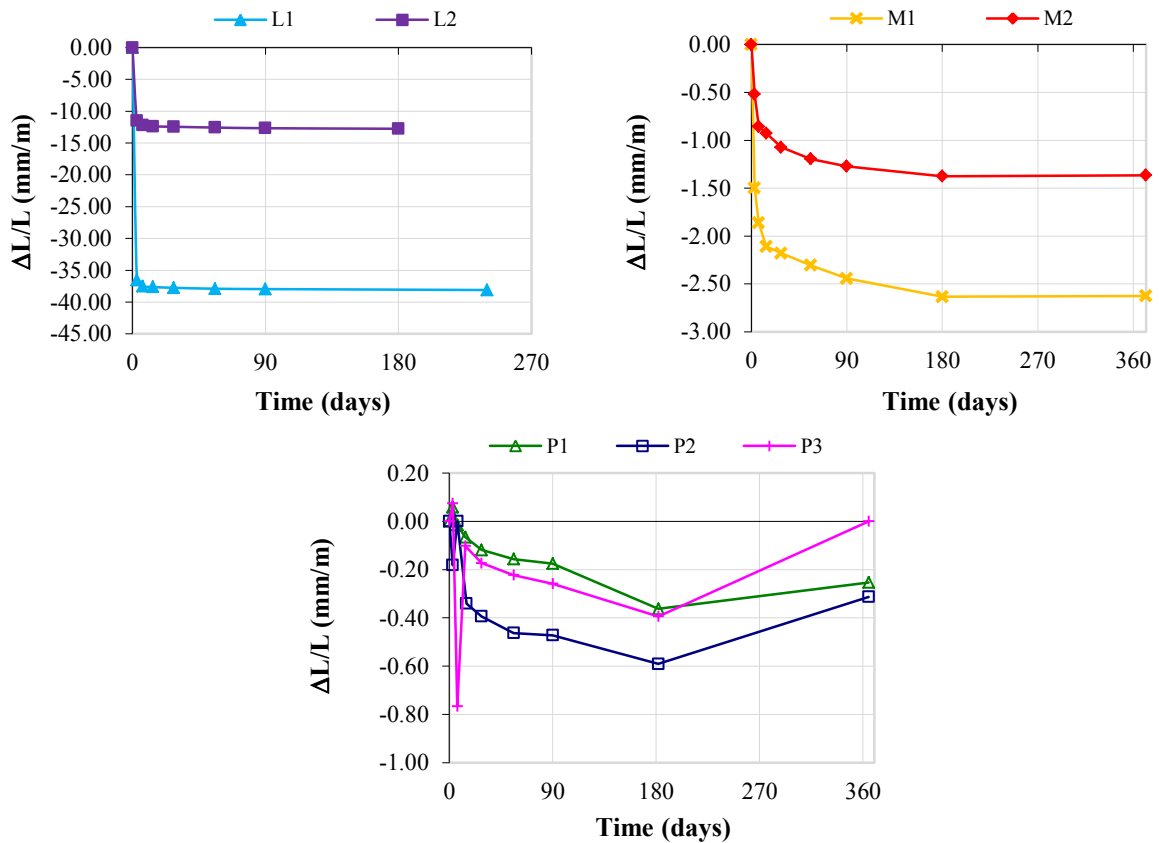 L1 L2
0.00
-5.00
-10.00
-15.00
-20.00
-25.00
-30.00
-35.00
-40.00
-45.00
ΔL/L (mm/m)
0 90 180 270
Time (days)
M1 M2
0.00
-0.50
-1.00
-1.50
-2.00
-2.50
-3.00
ΔL/L (mm/m)
0 90 180 270 360
Time (days)
P1 P2 P3
0.20
0.00
-0.20
-0.40
-0.60
-0.80
-1.00
ΔL/L (mm/m)
0 90 180 270 360
Time (days)